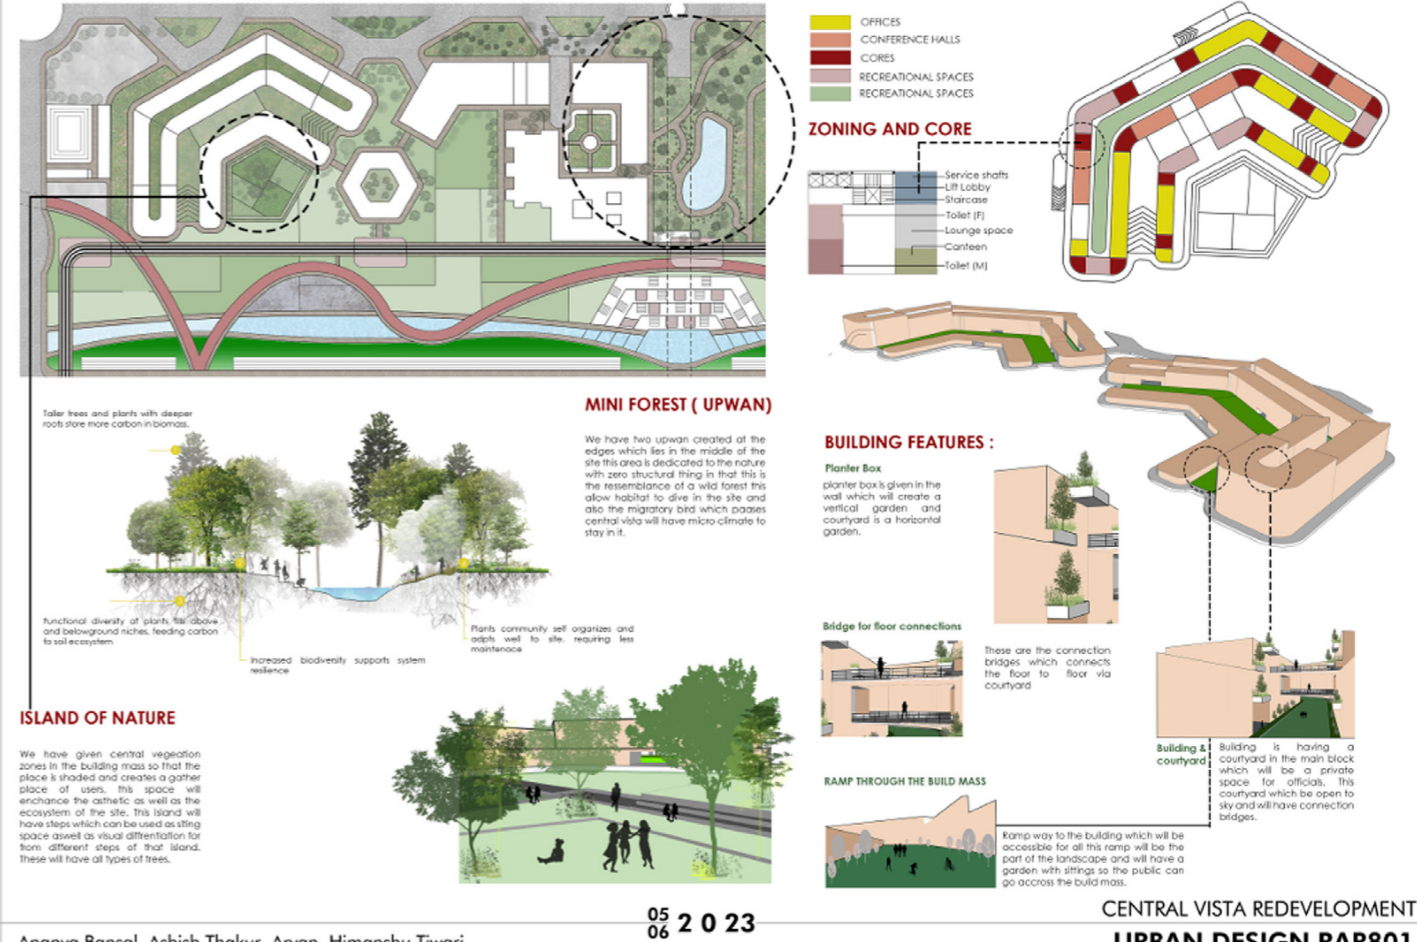 OFFICES
CONFERENCE HALLS
CORES
RECREATIONAL SPACES
RECREATIONAL SPACES
ZONING AND CORE
Service shafts
Lift Lobby
Staircase
Toilet (F)
Lounge space
Canteen
Toilet (M)
Taller trees and plants with deeper
roots store more carbon in biomass.
MINI FOREST ( UPWAN)
We have two upwan created at the
edges which lies in the middle of the
site this area is dedicated to the nature
with zero structural thing in that this is
the ressemblance of a wild forest this
allow habitat to dive in the site and
also the migratory bird which paases
central vista will have micro climate to
stay in it.
Functional diversity of plants fills above
and belowground niches, feeding carbon
to soil ecosystem
Increased biodiversity supports system
resilience
Plants community self organizes and
adpts well to site, requiring less
maintenace
ISLAND OF NATURE
We have given central vegeation
zones in the building mass so that the
place is shaded and creates a gather
place of users, this space will
enchance the asthetic as well as the
ecosystem of the site. This island will
have steps which can be used as siting
space aswell as visual diffrentiation for
from different steps of that island.
These will have all types of trees.
BUILDING FEATURES :
Planter Box
planter box is given in the
wall which will create a
vertical garden and
courtyard is a horizontal
garden.
Bridge for floor connections
These are the connection
bridges which connects
the floor to floor via
courtyard
Building &
courtyard
Building is having a
courtyard in the main block
which will be a private
space for officials. This
courtyard which be open to
sky and will have connection
bridges.
RAMP THROUGH THE BUILD MASS
Ramp way to the building which will be
accessible for all this ramp will be the
part of the landscape and will have a
garden with sittings so the public can
go accross the build mass.
05
06
2023
CENTRAL VISTA REDEVELOPMENT
URBAN DESIGN RAR801
Ananya Bansal, Ashish Thakur, Aryan, Himanshu Tiwari